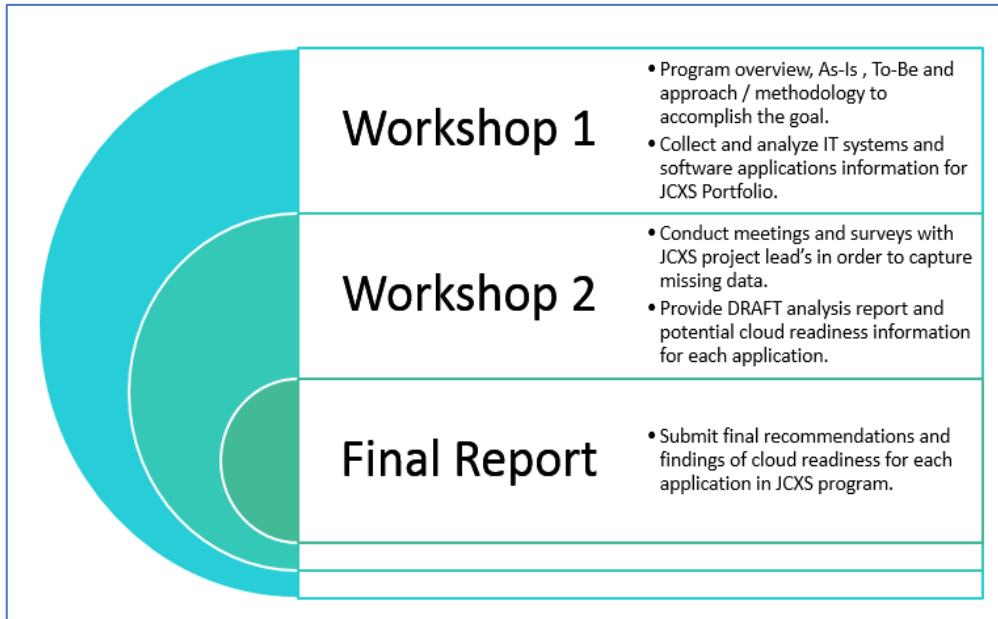 Workshop 1
• Program overview, As-Is , To-Be and
approach / methodology to
accomplish the goal.
• Collect and analyze IT systems and
software applications information for
JCXS Portfolio.
Workshop 2
• Conduct meetings and surveys with
JCXS project lead's in order to capture
missing data.
• Provide DRAFT analysis report and
potential cloud readiness information
for each application.
Final Report
• Submit final recommendations and
findings of cloud readiness for each
application in JCXS program.